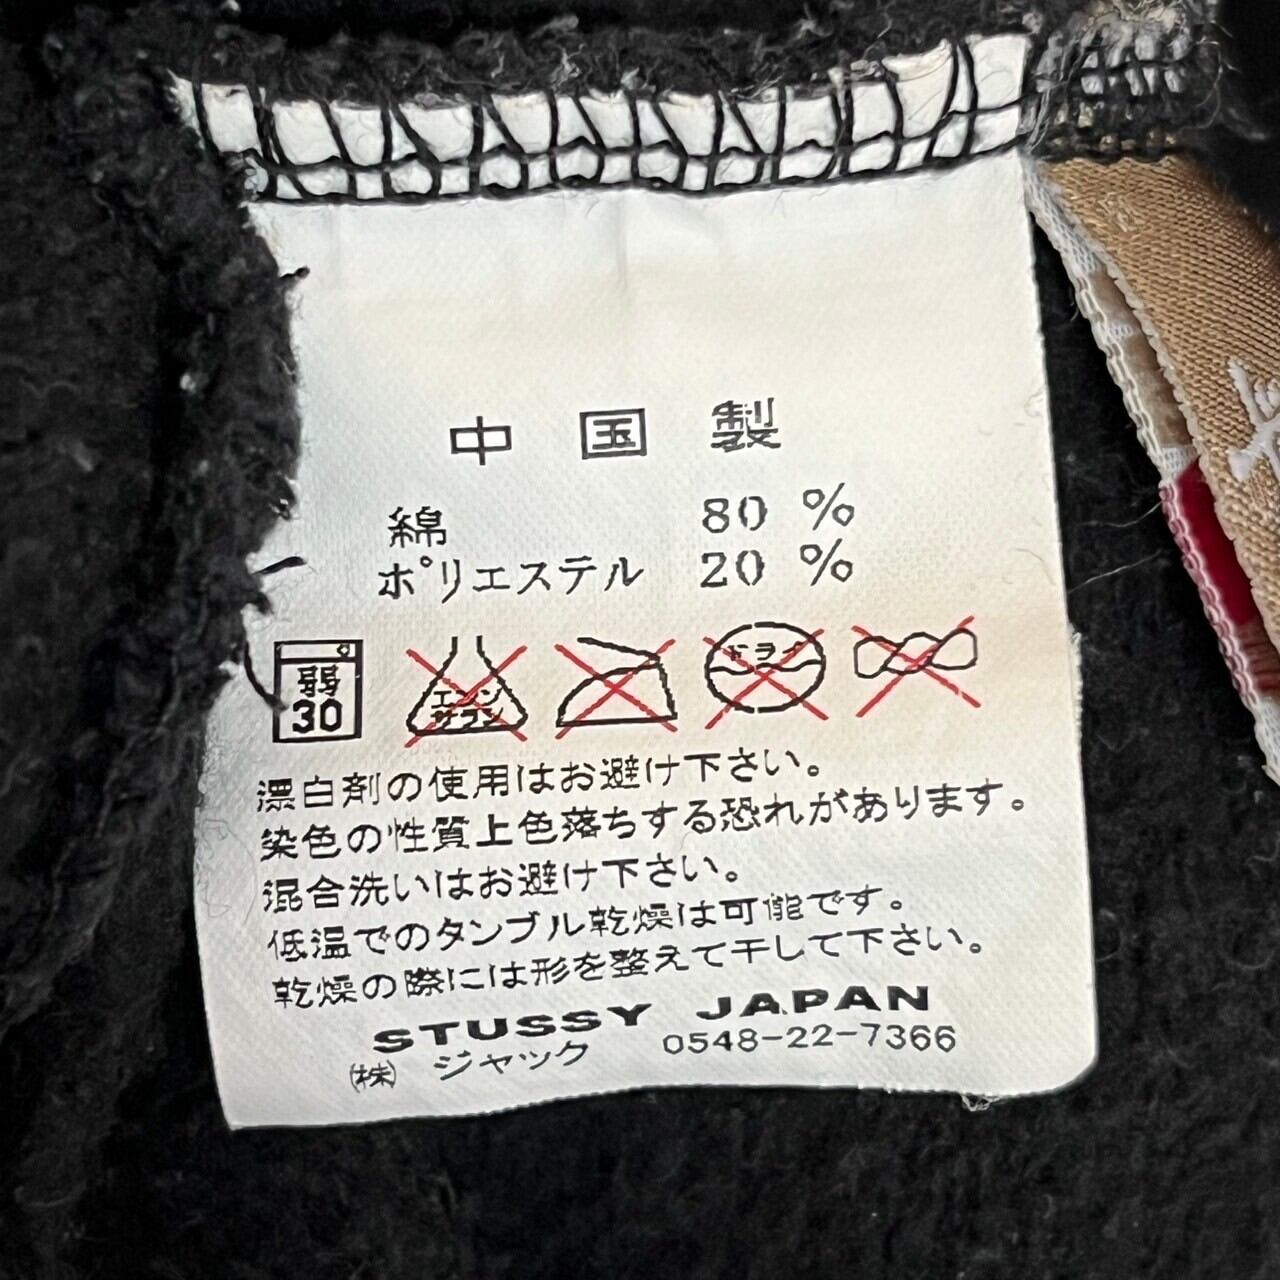 中国製
綿 80 %
ポリエステル 20 %
弱
30
エンソ
サラシ
ドライ
漂白剤の使用はお避け下さい。
染色の性質上色落ちする恐れがあります。
混合洗いはお避け下さい。
低温でのタンブル乾燥は可能です。
乾燥の際には形を整えて干して下さい。
STUSSY JAPAN
㈱ ジャック 0548-22-7366